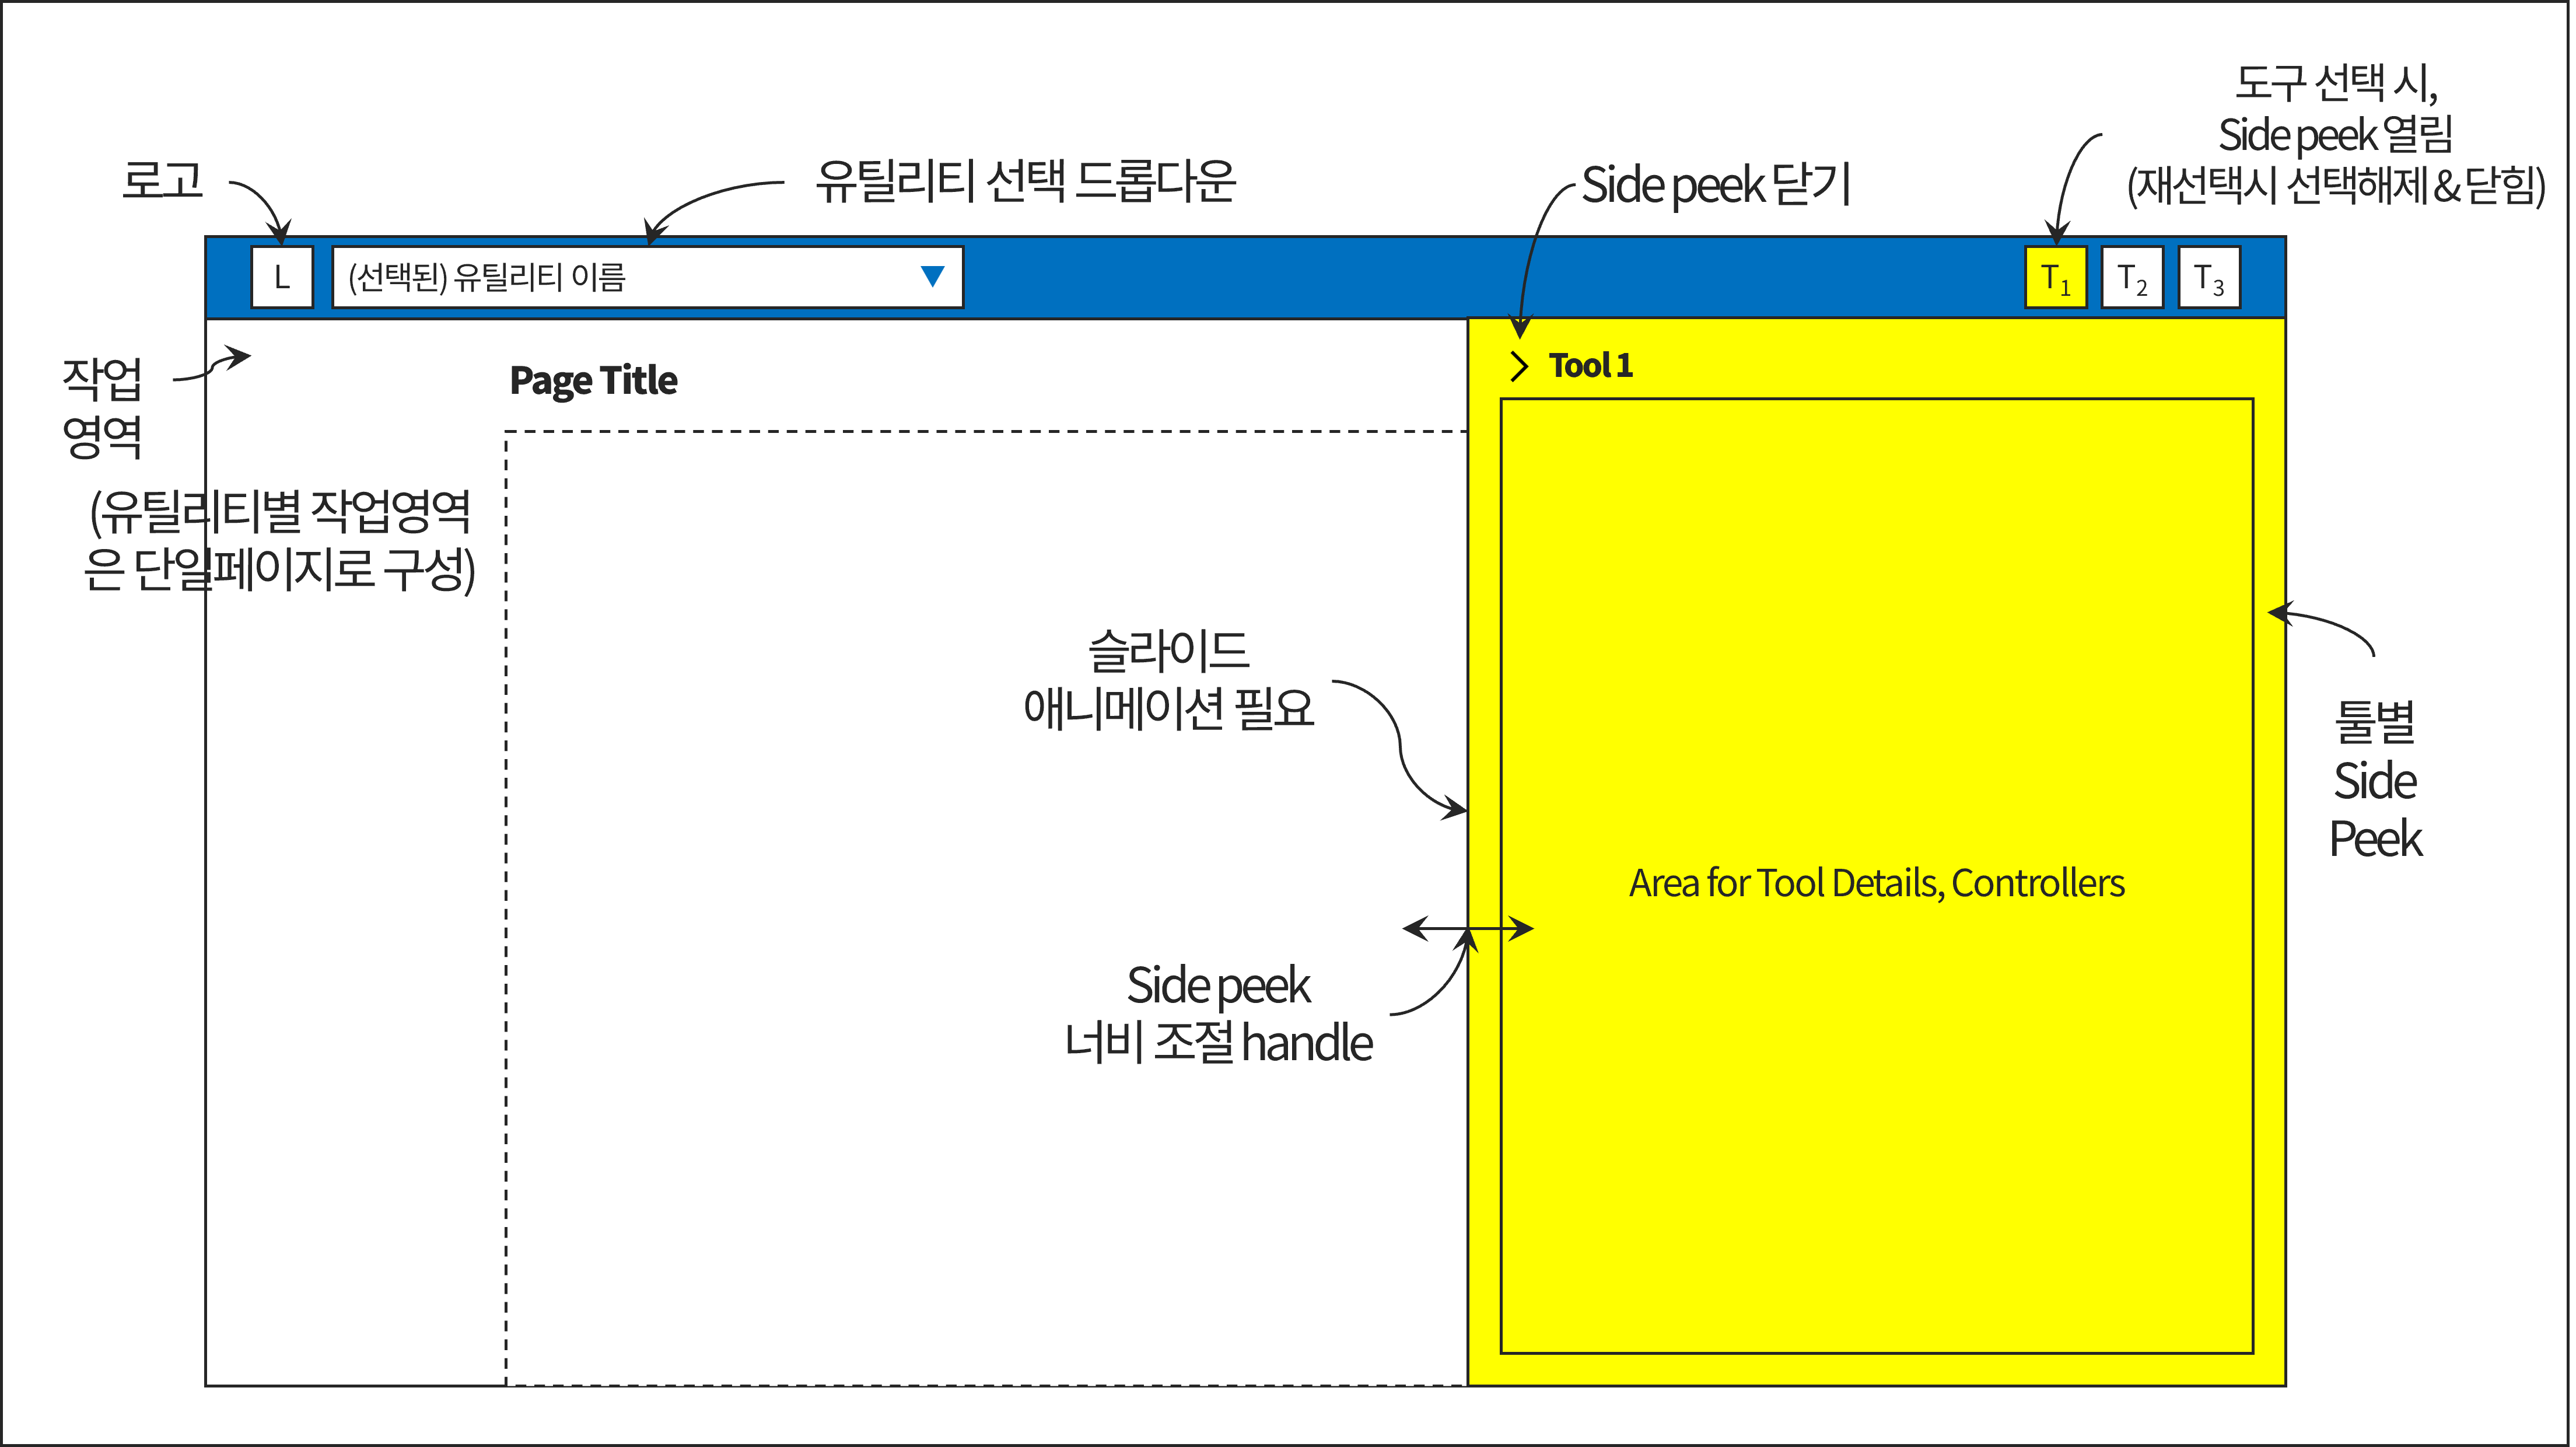 도구 선택 시,
Side peek 열림
(재선택시 선택해제 & 닫힘)
로고
유틸리티 선택 드롭다운
Side peek 닫기
L
(선택된) 유틸리티 이름
T1
T2
T3
작업
영역
Page Title
Tool 1
(유틸리티별 작업영역
은 단일페이지로 구성)
슬라이드
애니메이션 필요
툴별
Side
Peek
Area for Tool Details, Controllers
Side peek
너비 조절 handle